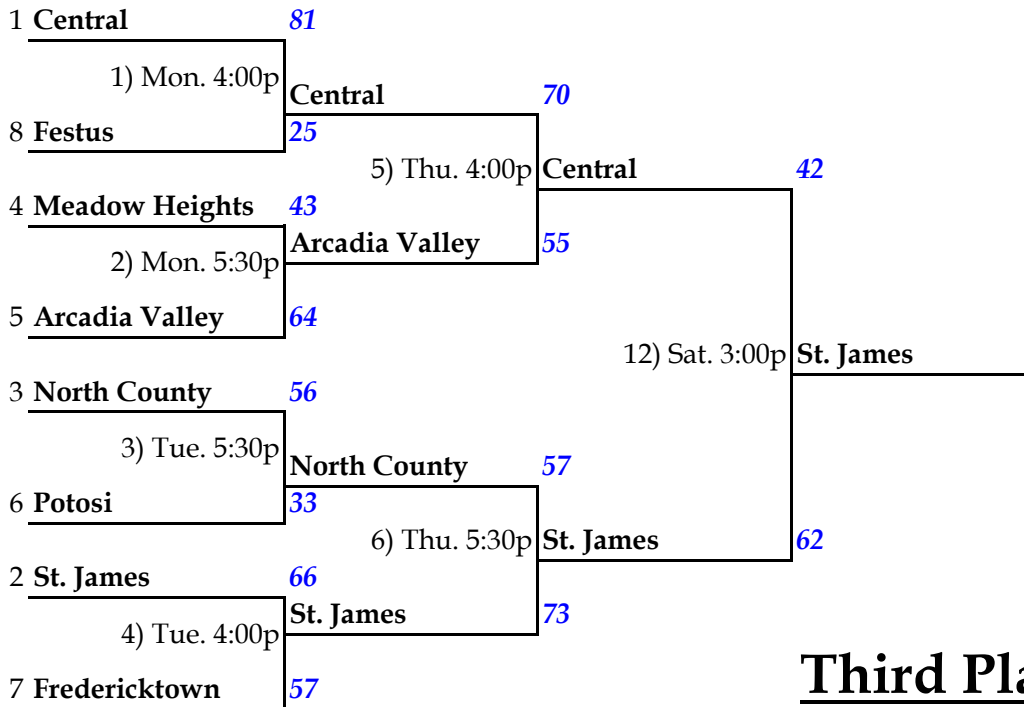 1 Central 81
1) Mon. 4:00p
Central 70
8 Festus 25
5) Thu. 4:00p Central 42
4 Meadow Heights 43
Arcadia Valley 55
2) Mon. 5:30p
5 Arcadia Valley 64
12) Sat. 3:00p St. James
3 North County 56
3) Tue. 5:30p
North County 57
6 Potosi 33
6) Thu. 5:30p St. James 62
2 St. James 66
St. James 73
4) Tue. 4:00p
7 Fredericktown 57
Third